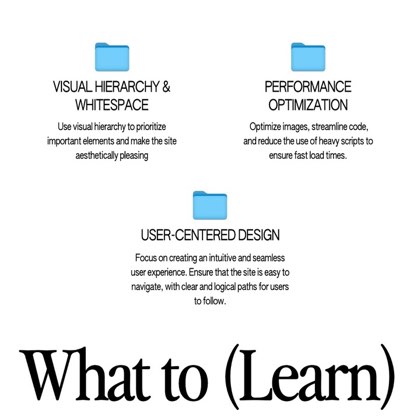 VISUAL HIERARCHY &
WHITESPACE
Use visual hierarchy to prioritize
important elements and make the site
aesthetically pleasing
PERFORMANCE
OPTIMIZATION
Optimize images, streamline code,
and reduce the use of heavy scripts to
ensure fast load times.
USER-CENTERED DESIGN
Focus on creating an intuitive and seamless
user experience. Ensure that the site is easy to
navigate, with clear and logical paths for users
to follow.
What to (Learn)